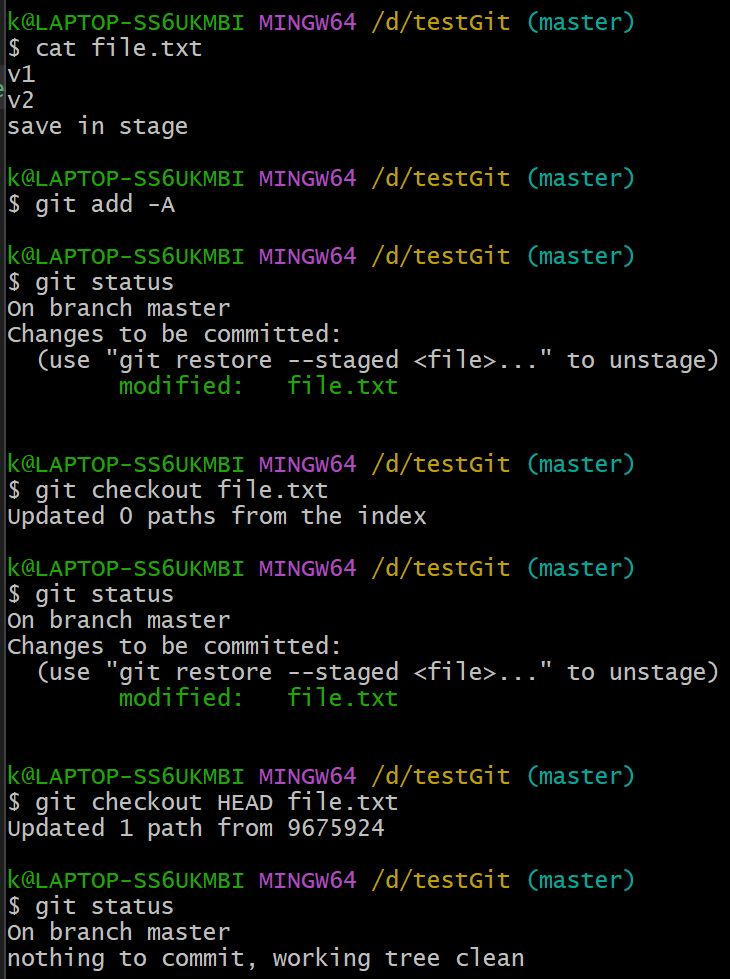 k@LAPTOP-SS6UKMBI MINGW64 /d/testGit (master)
$ cat file.txt
v1
v2
save in stage
k@LAPTOP-SS6UKMBI MINGW64 /d/testGit (master)
$ git add -A
k@LAPTOP-SS6UKMBI MINGW64 /d/testGit (master)
$ git status
On branch master
Changes to be committed:
  (use "git restore --staged <file>..." to unstage)
        modified:   file.txt
k@LAPTOP-SS6UKMBI MINGW64 /d/testGit (master)
$ git checkout file.txt
Updated 0 paths from the index
k@LAPTOP-SS6UKMBI MINGW64 /d/testGit (master)
$ git status
On branch master
Changes to be committed:
  (use "git restore --staged <file>..." to unstage)
        modified:   file.txt
k@LAPTOP-SS6UKMBI MINGW64 /d/testGit (master)
$ git checkout HEAD file.txt
Updated 1 path from 9675924
k@LAPTOP-SS6UKMBI MINGW64 /d/testGit (master)
$ git status
On branch master
nothing to commit, working tree clean